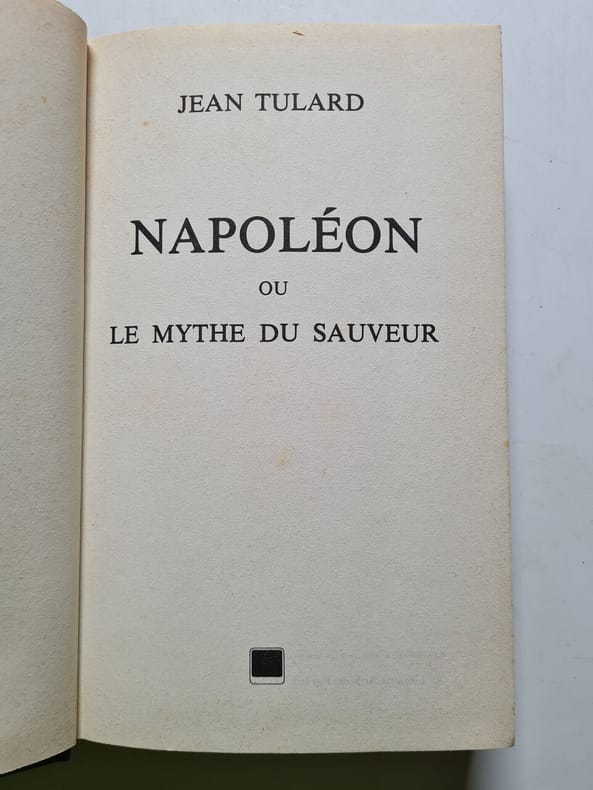 JEAN TULARD
NAPOLÉON
OU
LE MYTHE DU SAUVEUR